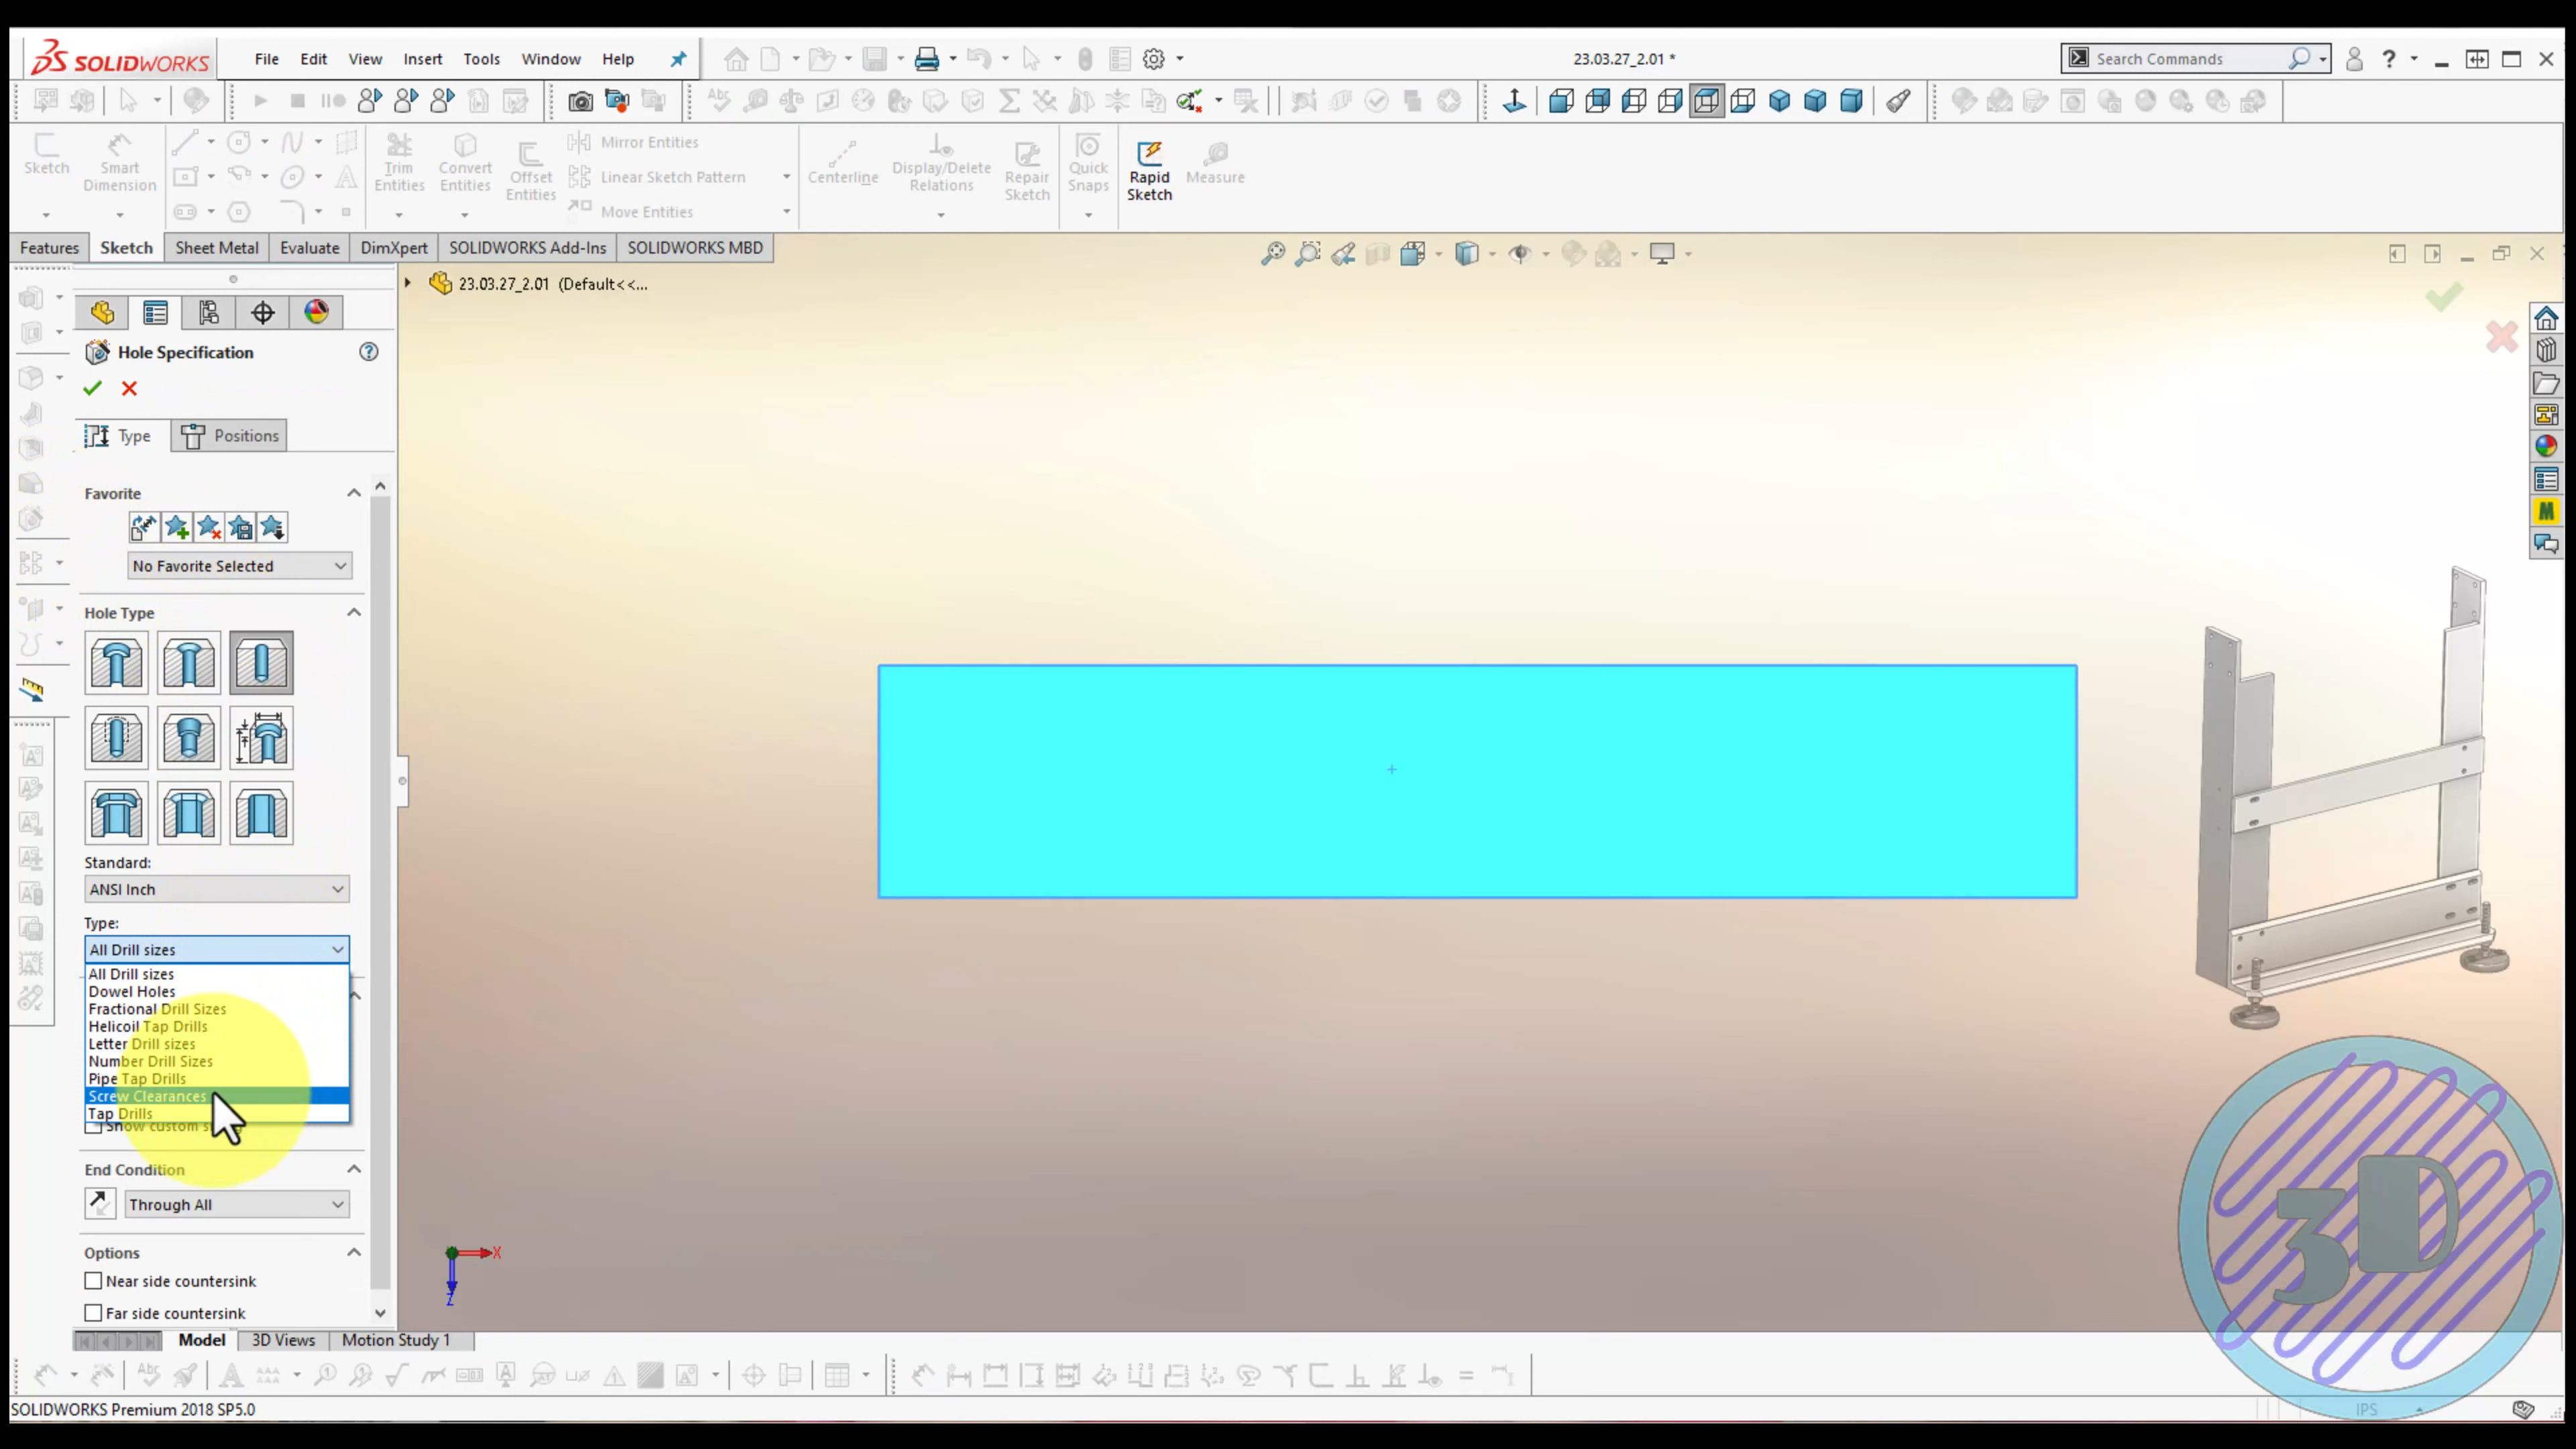 SOLIDWORKS File Edit View Insert Tools Window Help 23.03.27_2.01 * Search Commands
Sketch Smart Dimension Trim Entities Convert Entities Offset Entities Mirror Entities Linear Sketch Pattern Move Entities Centerline Display/Delete Relations Repair Sketch Quick Snaps Rapid Sketch Measure
Features Sketch Sheet Metal Evaluate DimXpert SOLIDWORKS Add-Ins SOLIDWORKS MBD
23.03.27_2.01 (Default<<...
Hole Specification
Type Positions
Favorite
No Favorite Selected
Hole Type
Standard:
ANSI Inch
Type:
All Drill sizes
All Drill sizes
Dowel Holes
Fractional Drill Sizes
Helicoil Tap Drills
Letter Drill sizes
Number Drill Sizes
Pipe Tap Drills
Screw Clearances
Tap Drills
Show custom
End Condition
Through All
Options
Near side countersink
Far side countersink
X
Z
3D
Model 3D Views Motion Study 1
SOLIDWORKS Premium 2018 SP5.0
IPS